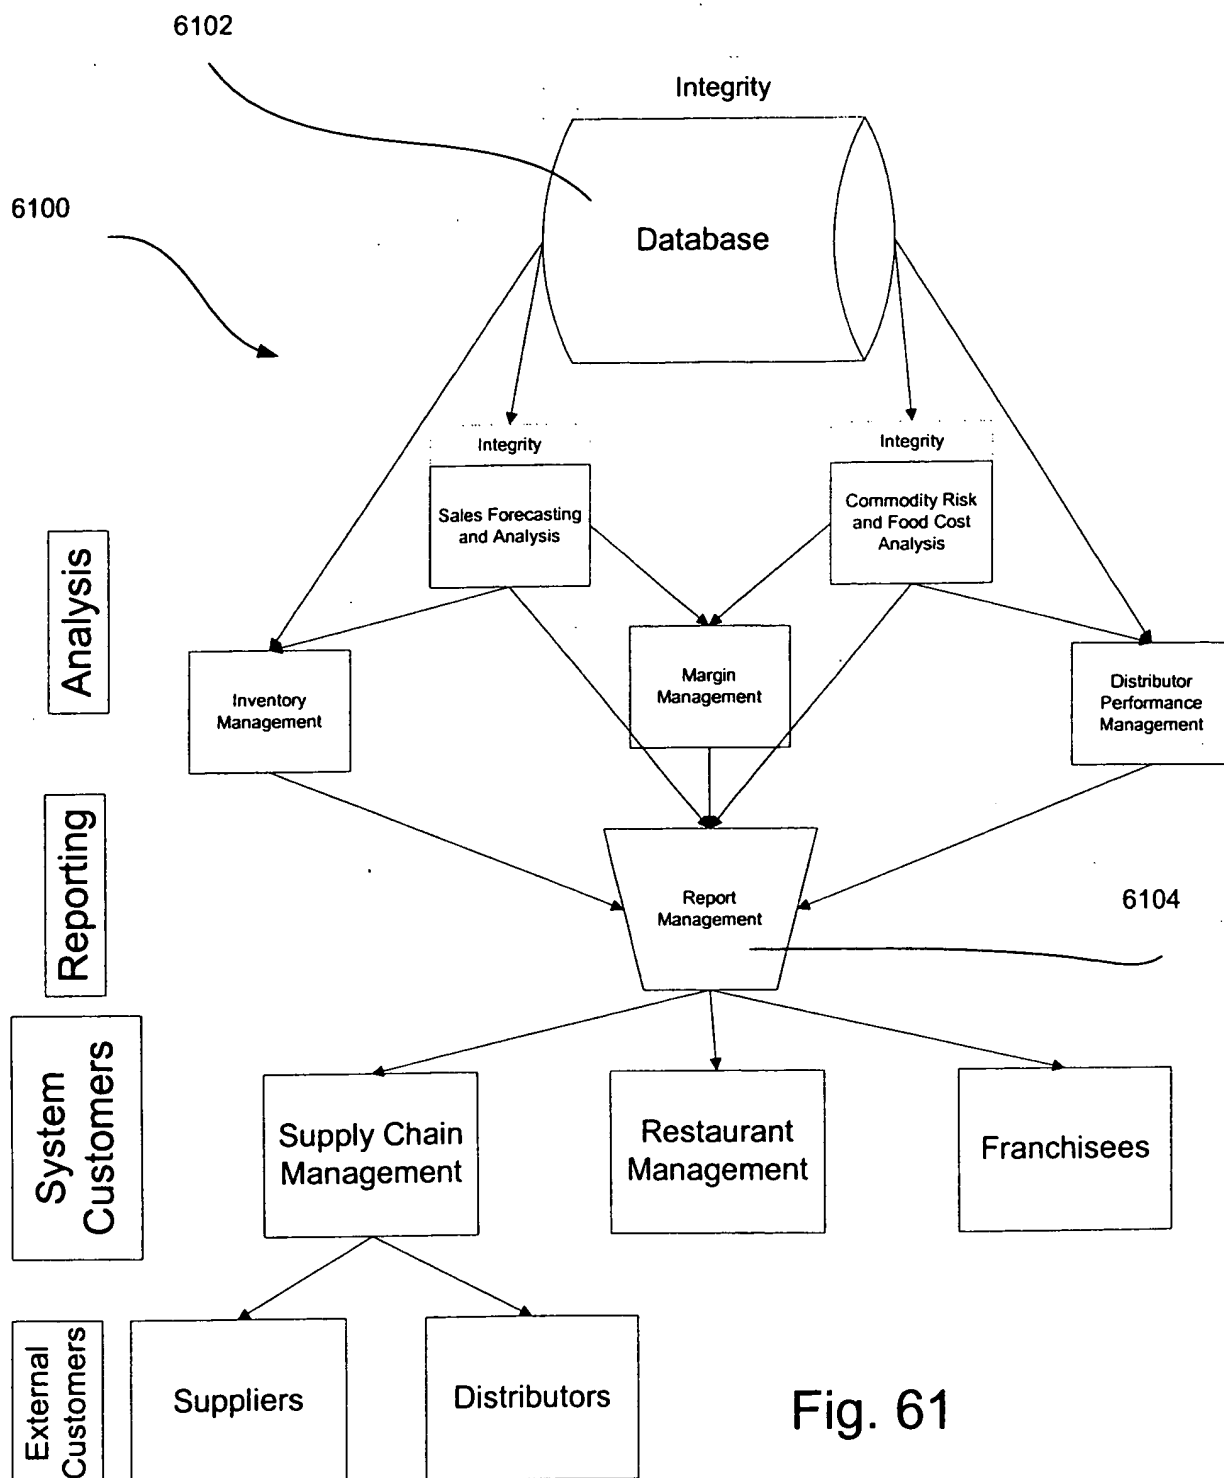 6102
Integrity
6100
Database
Integrity
Integrity
Sales Forecasting
and Analysis
Commodity Risk
and Food Cost
Analysis
Analysis
Inventory
Management
Margin
Management
Distributor
Performance
Management
Reporting
Report
Management
6104
System
Customers
Supply Chain
Management
Restaurant
Management
Franchisees
External
Customers
Suppliers
Distributors
Fig. 61